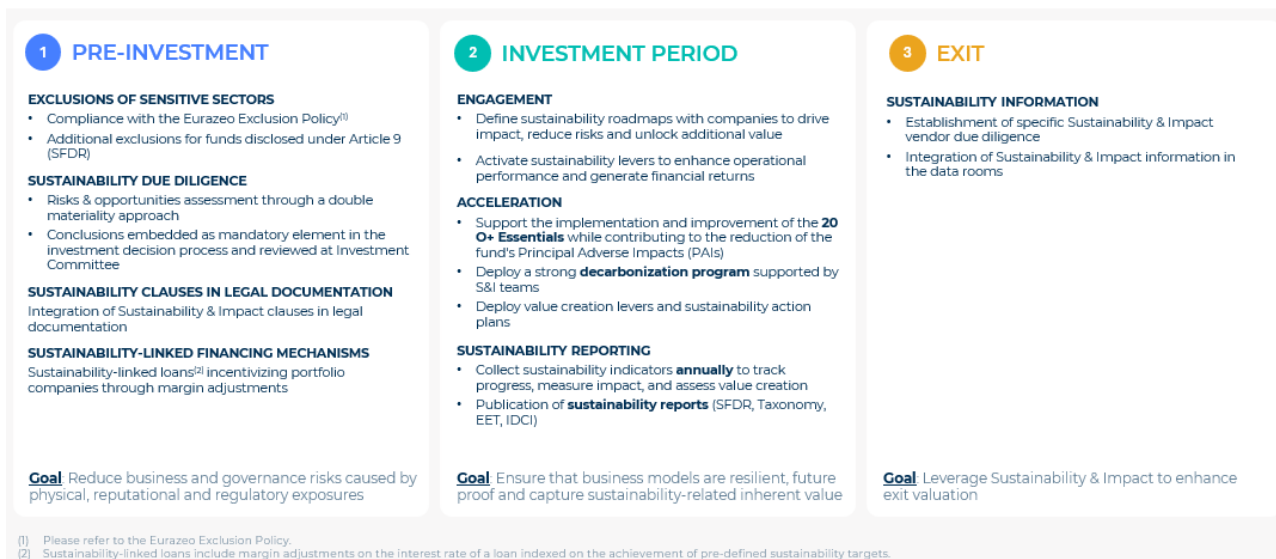 1 PRE-INVESTMENT
EXCLUSIONS OF SENSITIVE SECTORS
• Compliance with the Eurazeo Exclusion Policy(1)
• Additional exclusions for funds disclosed under Article 9
(SFDR)
SUSTAINABILITY DUE DILIGENCE
• Risks & opportunities assessment through a double
materiality approach
• Conclusions embedded as mandatory element in the
investment decision process and reviewed at Investment
Committee
SUSTAINABILITY CLAUSES IN LEGAL DOCUMENTATION
Integration of Sustainability & Impact clauses in legal
documentation
SUSTAINABILITY-LINKED FINANCING MECHANISMS
Sustainability-linked loans(2) incentivizing portfolio
companies through margin adjustments
Goal: Reduce business and governance risks caused by
physical, reputational and regulatory exposures
2 INVESTMENT PERIOD
ENGAGEMENT
• Define sustainability roadmaps with companies to drive
impact, reduce risks and unlock additional value
• Activate sustainability levers to enhance operational
performance and generate financial returns
ACCELERATION
• Support the implementation and improvement of the 20
O+ Essentials while contributing to the reduction of the
fund's Principal Adverse Impacts (PAIs)
• Deploy a strong decarbonization program supported by
S&I teams
• Deploy value creation levers and sustainability action
plans
SUSTAINABILITY REPORTING
• Collect sustainability indicators annually to track
progress, measure impact, and assess value creation
• Publication of sustainability reports (SFDR, Taxonomy,
EET, IDCI)
Goal: Ensure that business models are resilient, future
proof and capture sustainability-related inherent value
3 EXIT
SUSTAINABILITY INFORMATION
• Establishment of specific Sustainability & Impact
vendor due diligence
• Integration of Sustainability & Impact information in
the data rooms
Goal: Leverage Sustainability & Impact to enhance
exit valuation
(1) Please refer to the Eurazeo Exclusion Policy.
(2) Sustainability-linked loans include margin adjustments on the interest rate of a loan indexed on the achievement of pre-defined sustainability targets.